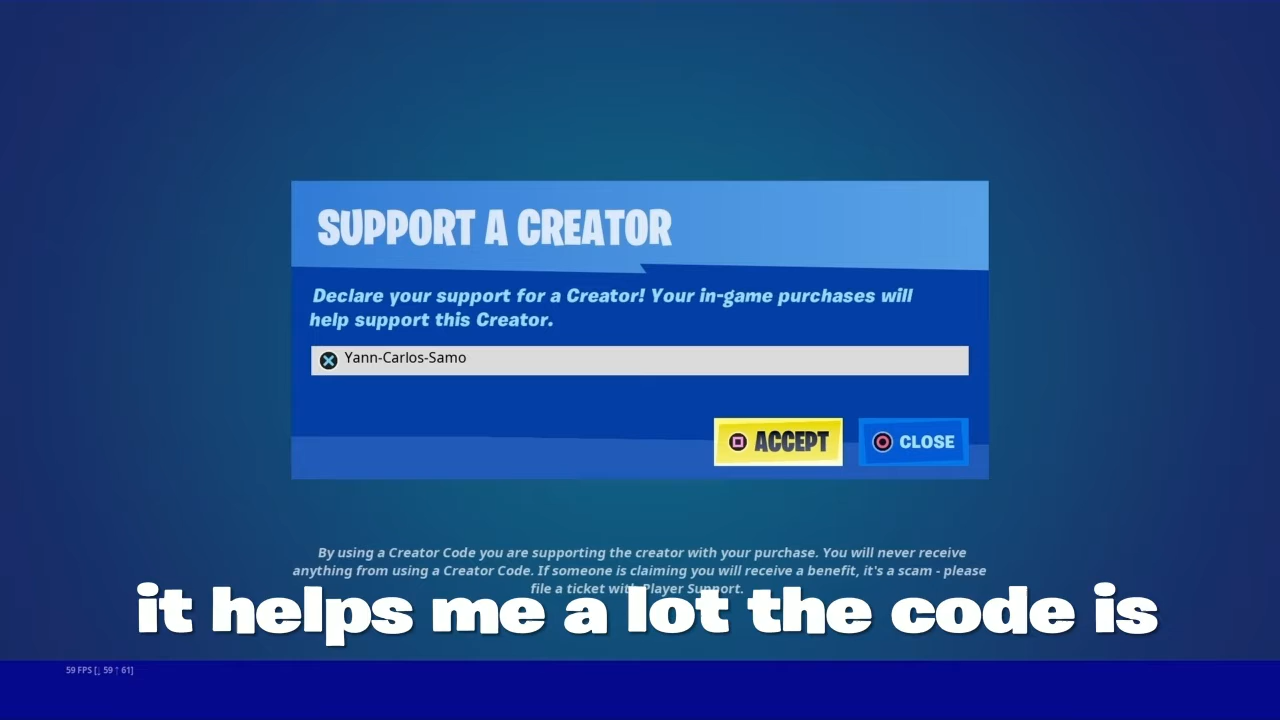 SUPPORT A CREATOR
Declare your support for a Creator! Your in-game purchases will
help support this Creator.
Yann-Carlos-Samo
ACCEPT
CLOSE
By using a Creator Code you are supporting the creator with your purchase. You will never receive
anything from using a Creator Code. If someone is claiming you will receive a benefit, it's a scam - please
file a ticket with Player Support.
it helps me a lot the code is
59 FPS [↓ 59 ↑ 61]